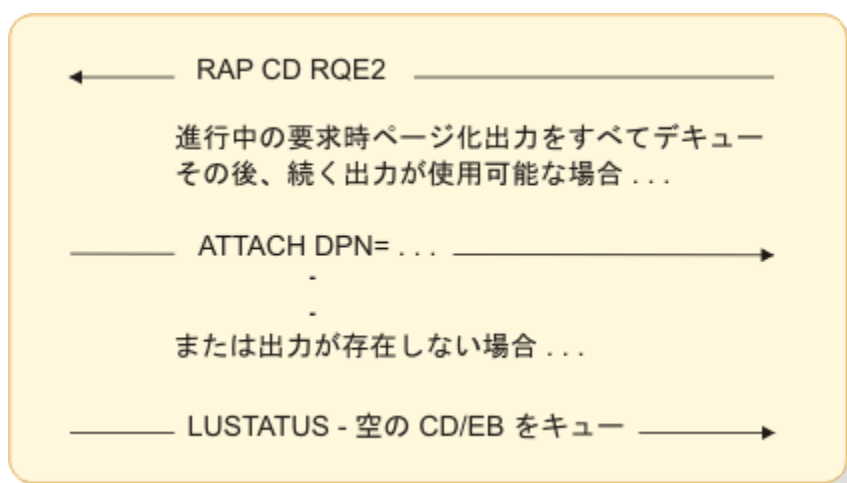 RAP CD RQE2
進行中の要求時ページ化出力をすべてデキュー
その後、続く出力が使用可能な場合 . . .
ATTACH DPN= . . .
-
-
または出力が存在しない場合 . . .
LUSTATUS - 空の CD/EB をキュー